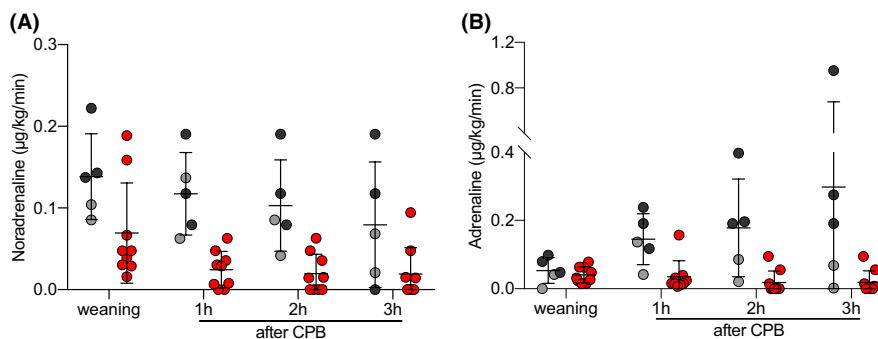 (A)
Noradrenaline (µg/kg/min)
0.3
0.2
0.1
0.0
weaning 1h 2h 3h
after CPB
(B)
Adrenaline (µg/kg/min)
1.2
0.8
0.4
0.2
0.0
weaning 1h 2h 3h
after CPB